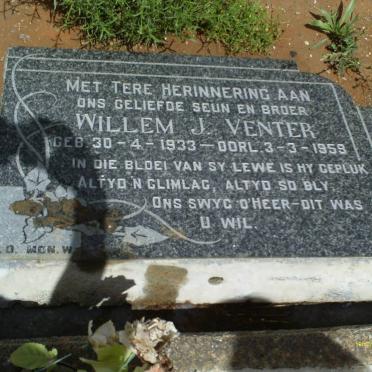 MET TERE HERINNERING AAN
ONS GELIEFDE SEUN EN BROER
WILLEM J. VENTER
GEB. 30-4-1933 - OORL. 3-3-1959
IN DIE BLOEI VAN SY LEWE IS HY GEPLUK
ALTYD 'N GLIMLAG, ALTYD SO BLY,
ONS SWYG O'HEER-DIT WAS
U WIL.
MGN. W